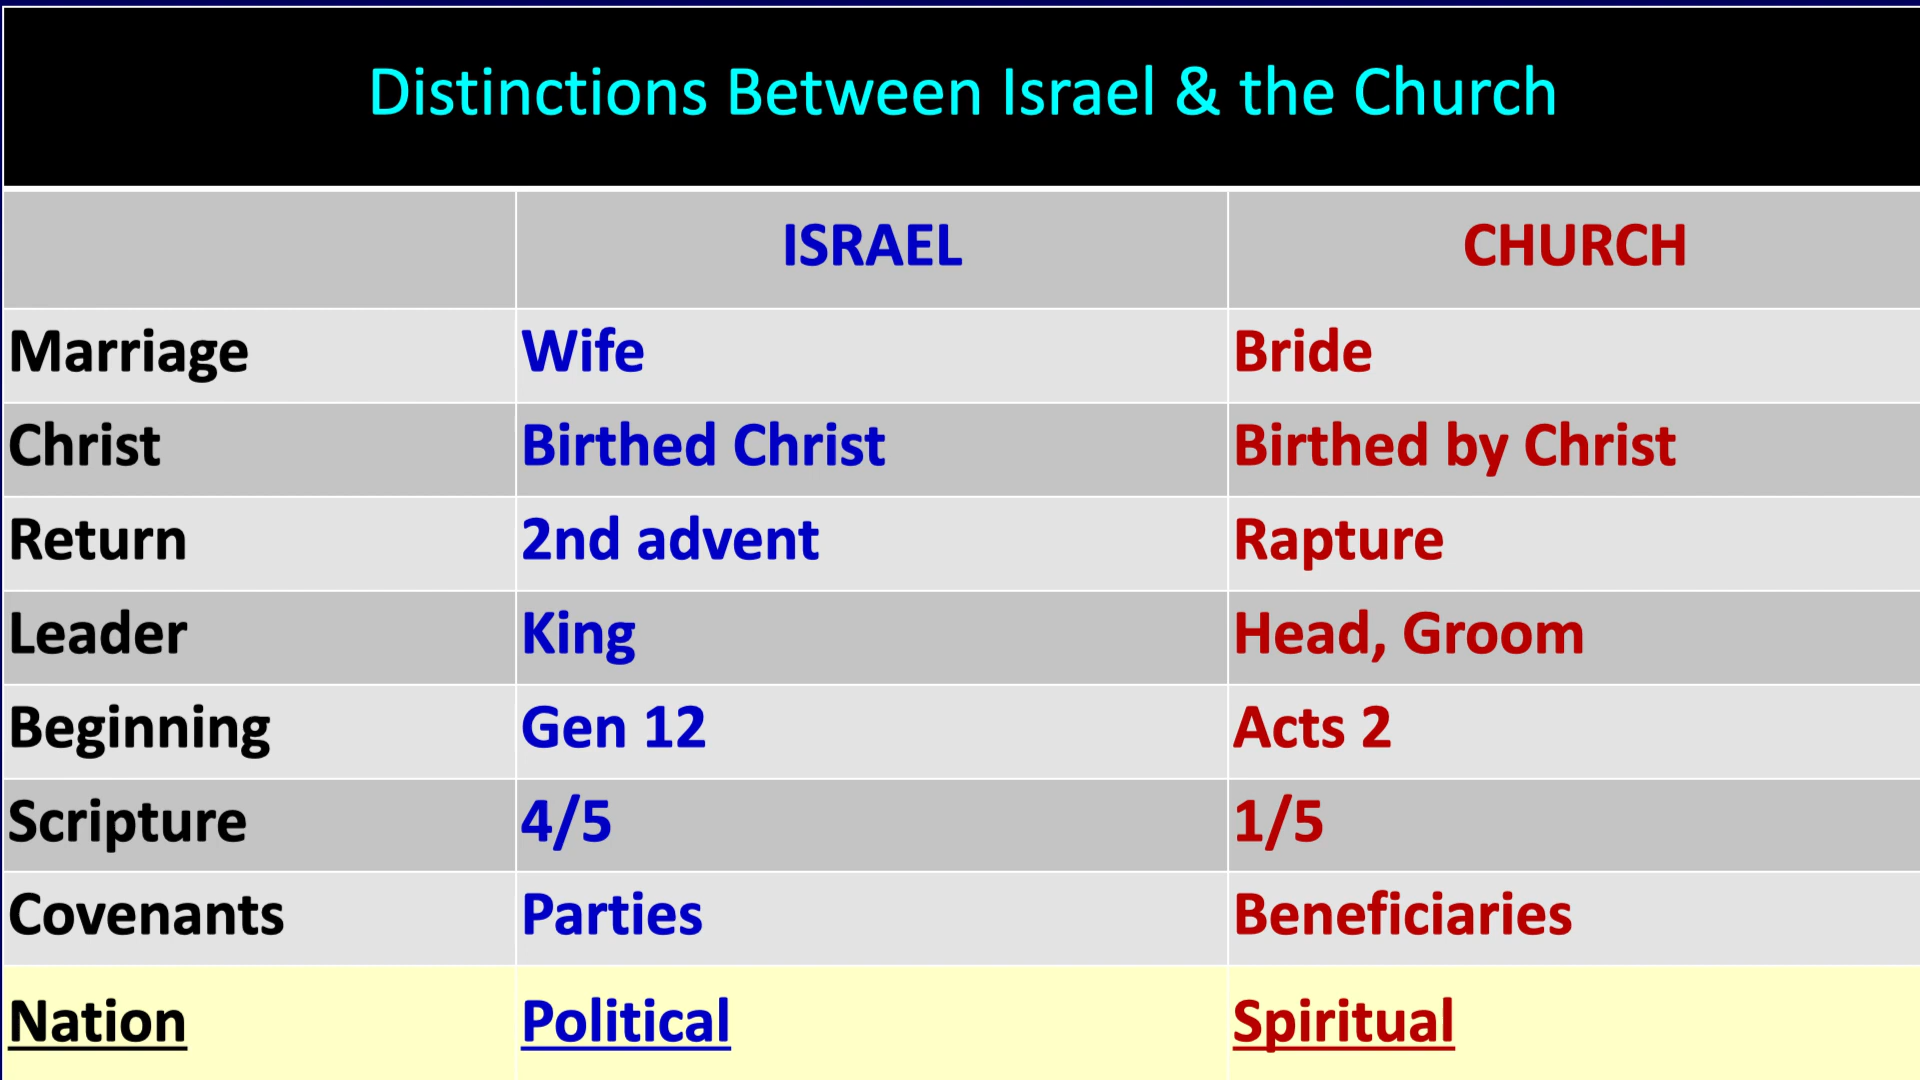 Distinctions Between Israel & the Church
ISRAEL CHURCH
Marriage Wife Bride
Christ Birthed Christ Birthed by Christ
Return 2nd advent Rapture
Leader King Head, Groom
Beginning Gen 12 Acts 2
Scripture 4/5 1/5
Covenants Parties Beneficiaries
Nation Political Spiritual